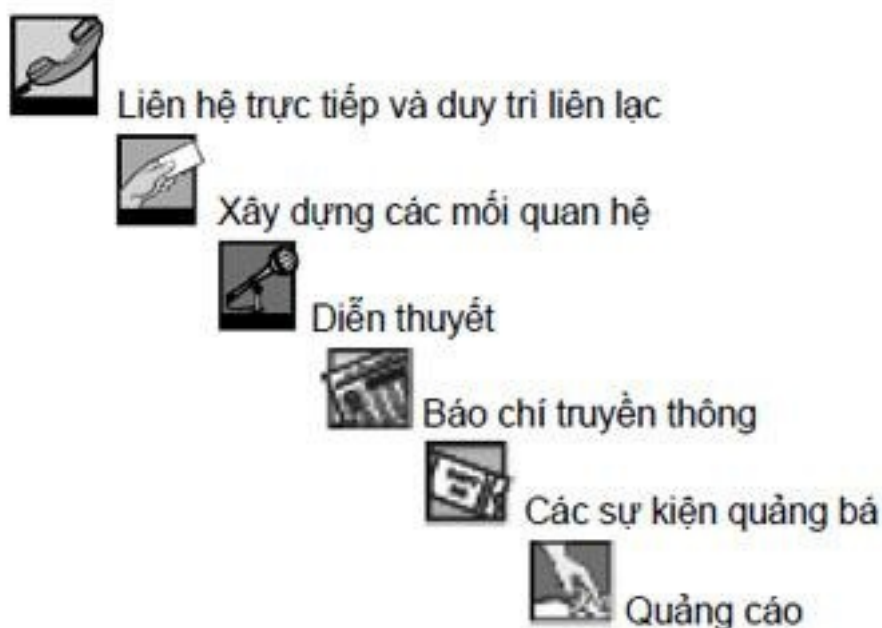 Liên hệ trực tiếp và duy trì liên lạc
Xây dựng các mối quan hệ
Diễn thuyết
Báo chí truyền thông
Các sự kiện quảng bá
Quảng cáo